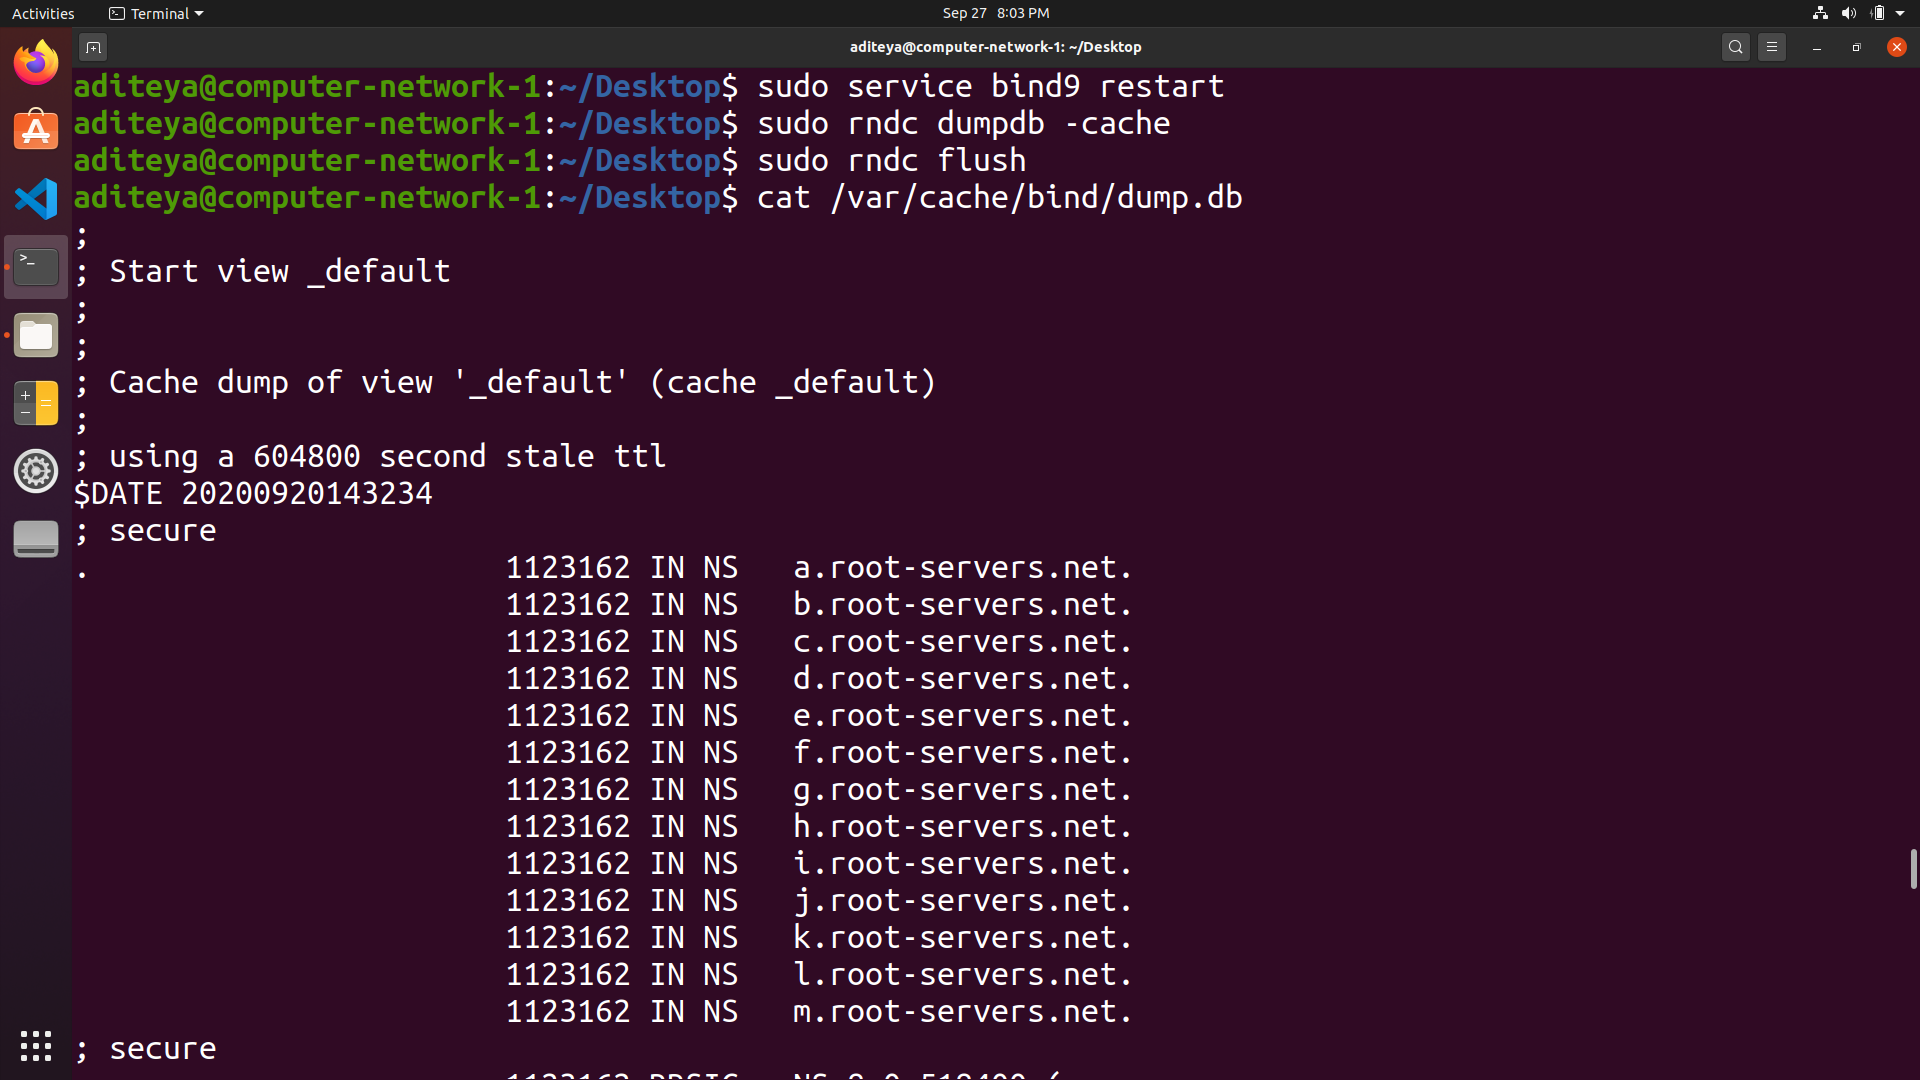 Activities Terminal Sep 27 8:03 PM
aditeya@computer-network-1: ~/Desktop
aditeya@computer-network-1:~/Desktop$ sudo service bind9 restart
aditeya@computer-network-1:~/Desktop$ sudo rndc dumpdb -cache
aditeya@computer-network-1:~/Desktop$ sudo rndc flush
aditeya@computer-network-1:~/Desktop$ cat /var/cache/bind/dump.db
;
; Start view _default
;
;
; Cache dump of view '_default' (cache _default)
;
; using a 604800 second stale ttl
$DATE 20200920143234
; secure
. 1123162 IN NS a.root-servers.net.
1123162 IN NS b.root-servers.net.
1123162 IN NS c.root-servers.net.
1123162 IN NS d.root-servers.net.
1123162 IN NS e.root-servers.net.
1123162 IN NS f.root-servers.net.
1123162 IN NS g.root-servers.net.
1123162 IN NS h.root-servers.net.
1123162 IN NS i.root-servers.net.
1123162 IN NS j.root-servers.net.
1123162 IN NS k.root-servers.net.
1123162 IN NS l.root-servers.net.
1123162 IN NS m.root-servers.net.
; secure